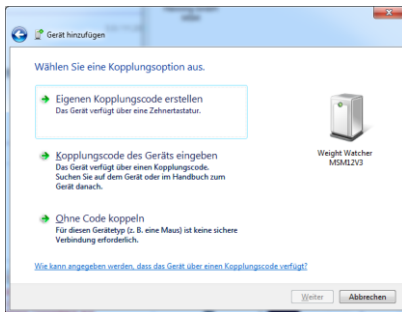 Gerät hinzufügen
Wählen Sie eine Kopplungsoption aus.
Eigenen Kopplungscode erstellen
Das Gerät verfügt über eine Zehnertastatur.
Kopplungscode des Geräts eingeben
Das Gerät verfügt über einen Kopplungscode.
Suchen Sie auf dem Gerät oder im Handbuch zum
Gerät danach.
Weight Watcher
MSM12V3
Ohne Code koppeln
Für diesen Gerätetyp (z. B. eine Maus) ist keine sichere
Verbindung erforderlich.
Wie kann angegeben werden, dass das Gerät über einen Kopplungscode verfügt?
Weiter
Abbrechen